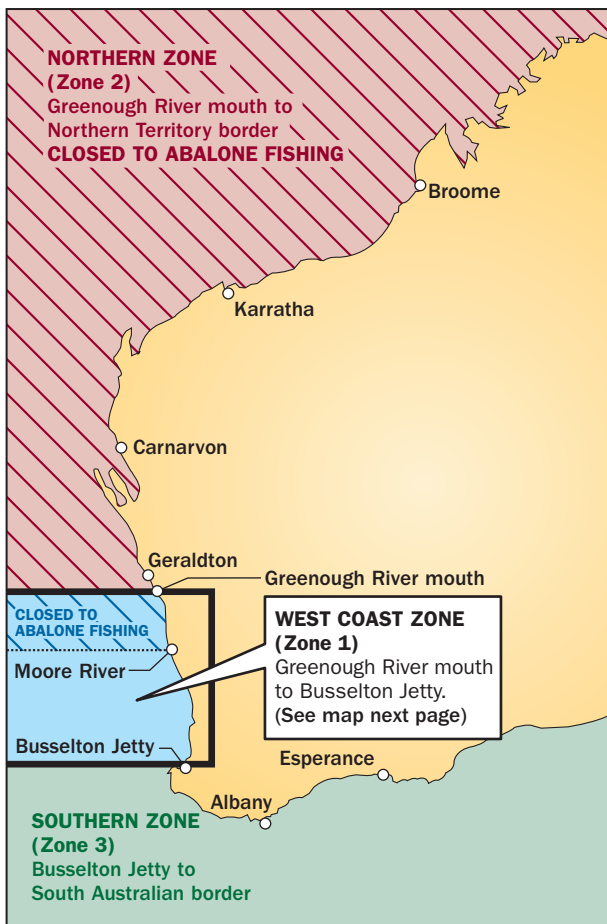 NORTHERN ZONE
(Zone 2)
Greenough River mouth to
Northern Territory border
CLOSED TO ABALONE FISHING
Broome
Karratha
Carnarvon
Geraldton
Greenough River mouth
CLOSED TO
ABALONE FISHING
Moore River
WEST COAST ZONE
(Zone 1)
Greenough River mouth
to Busselton Jetty.
(See map next page)
Busselton Jetty
Esperance
Albany
SOUTHERN ZONE
(Zone 3)
Busselton Jetty to
South Australian border